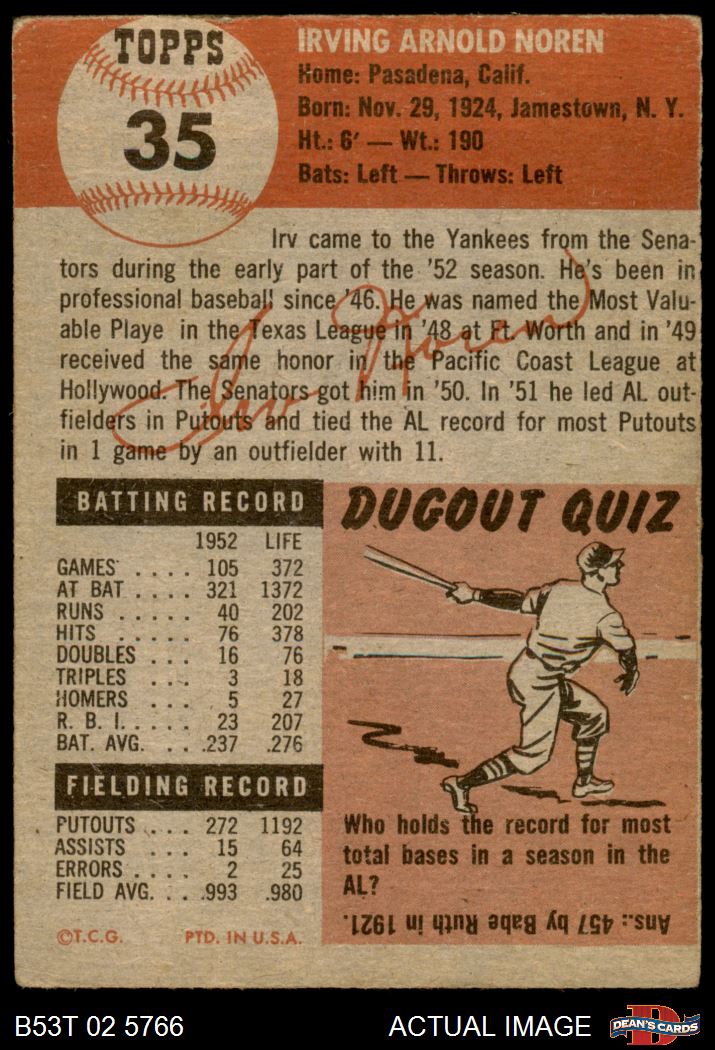 TOPPS
35
IRVING ARNOLD NOREN
Home: Pasadena, Calif.
Born: Nov. 29, 1924, Jamestown, N. Y.
Ht.: 6′ — Wt.: 190
Bats: Left — Throws: Left
Irv came to the Yankees from the Sena-
tors during the early part of the '52 season. He's been in
professional baseball since '46. He was named the Most Valu-
able Playe in the Texas League in '48 at Ft. Worth and in '49
received the same honor in the Pacific Coast League at
Hollywood. The Senators got him in '50. In '51 he led AL out-
fielders in Putouts and tied the AL record for most Putouts
in 1 game by an outfielder with 11.
Irv Noren
BATTING RECORD
1952 LIFE
GAMES . . . . 105 372
AT BAT . . . . 321 1372
RUNS . . . . . 40 202
HITS . . . . . 76 378
DOUBLES . . . 16 76
TRIPLES . . . 3 18
HOMERS . . . 5 27
R. B. I. . . . . 23 207
BAT. AVG. . . .237 .276
FIELDING RECORD
PUTOUTS . . . 272 1192
ASSISTS . . . 15 64
ERRORS . . . . 2 25
FIELD AVG. . . .993 .980
©T.C.G. PTD. IN U.S.A.
DUGOUT QUIZ
Who holds the record for most
total bases in a season in the
AL?
Ans.: 457 by Babe Ruth in 1921.
B53T 02 5766 ACTUAL IMAGE
D
DEAN'S CARDS